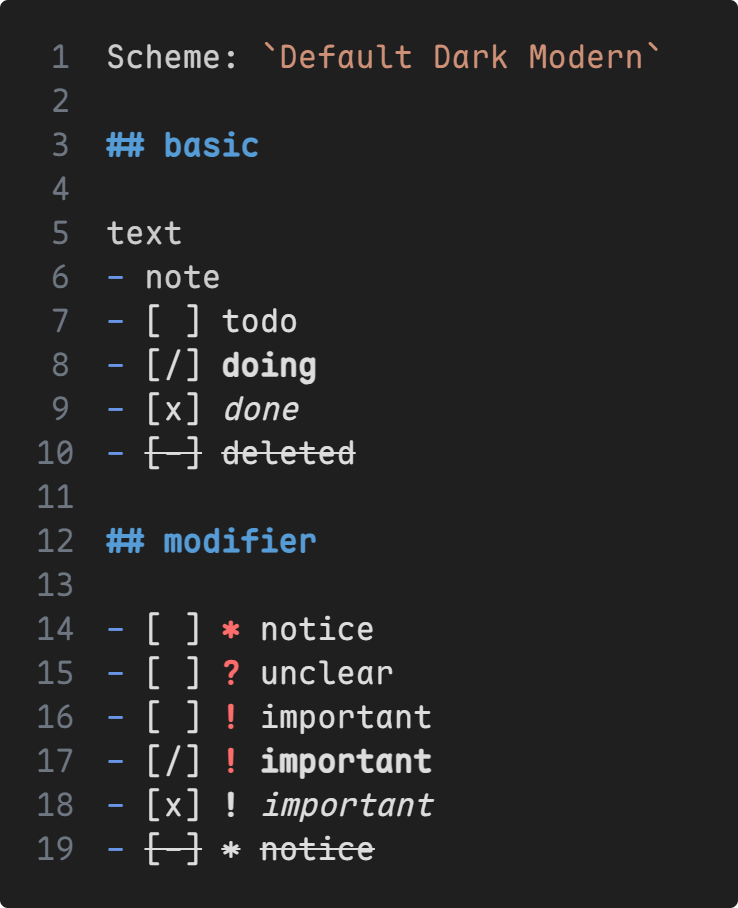 1 Scheme: `Default Dark Modern`
2
3 ## basic
4
5 text
6 - note
7 - [ ] todo
8 - [/] doing
9 - [x] done
10 - [-] deleted
11
12 ## modifier
13
14 - [ ] * notice
15 - [ ] ? unclear
16 - [ ] ! important
17 - [/] ! important
18 - [x] ! important
19 - [-] * notice